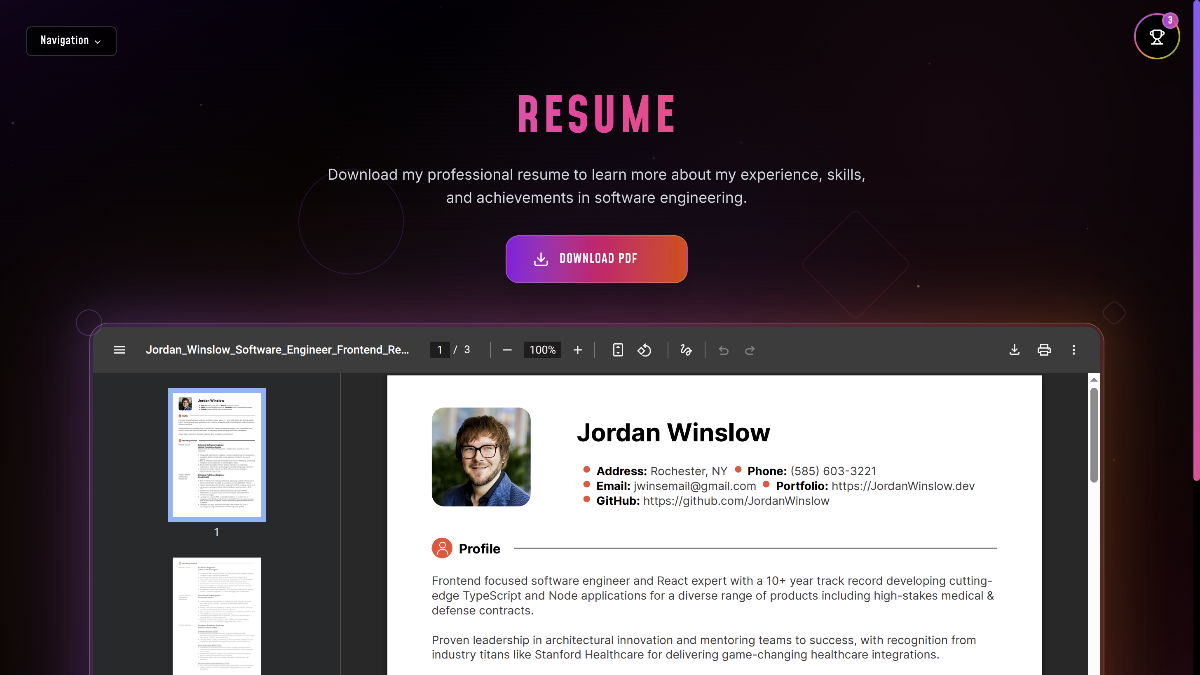 Navigation
3
RESUME
Download my professional resume to learn more about my experience, skills,
and achievements in software engineering.
DOWNLOAD PDF
Jordan_Winslow_Software_Engineer_Frontend_Re... 1 / 3 100%
Jordan Winslow
Address: Rochester, NY Phone: (585) 603-3221
Email: jwinsemail@gmail.com Portfolio: https://JordanWinslow.dev
GitHub: https://github.com/JordanWinslow
Profile
Frontend focused software engineer and React expert with a 10+ year track record developing cutting-
edge TypeScript and Node applications for a diverse range of products including high-stakes medical &
defense contracts.
Proven leadership in architectural innovation and mentoring teams to success, with recognition from
industry titans like Stanford Healthcare for delivering game-changing healthcare integrations.
Jordan Winslow
1